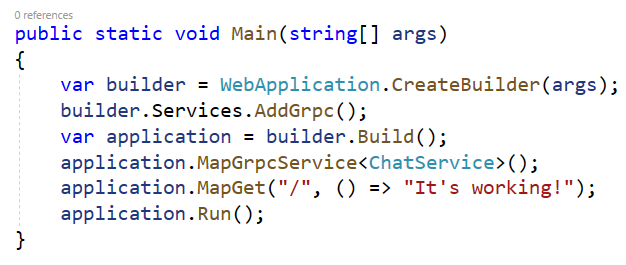 0 references
public static void Main(string[] args)
{
    var builder = WebApplication.CreateBuilder(args);
    builder.Services.AddGrpc();
    var application = builder.Build();
    application.MapGrpcService<ChatService>();
    application.MapGet("/", () => "It's working!");
    application.Run();
}